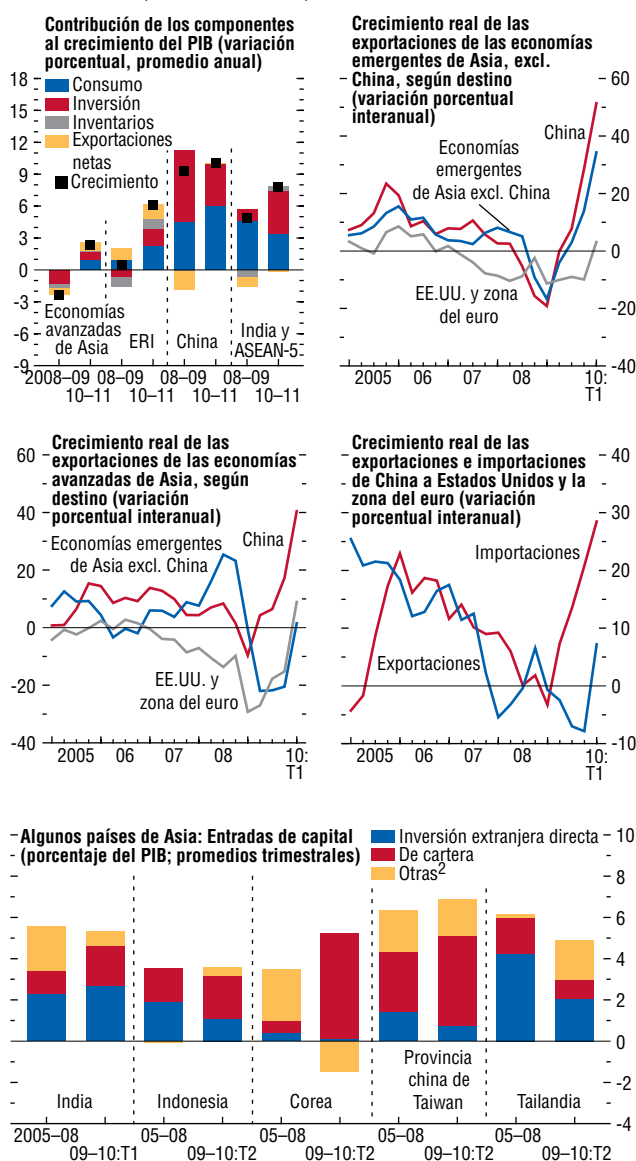 Contribución de los componentes
al crecimiento del PIB (variación
porcentual, promedio anual)
18
15
12
9
6
3
0
-3
-6
-9
Consumo
Inversión
Inventarios
Exportaciones
netas
Crecimiento
Economías
avanzadas
de Asia
ERI
China
India y
ASEAN-5
2008–09
10–11
08–09
10–11
08–09
10–11
08–09
10–11
Crecimiento real de las
exportaciones de las economías
emergentes de Asia, excl.
China, según destino
(variación porcentual
interanual)
60
40
20
0
-20
-40
China
Economías
emergentes
de Asia excl. China
EE.UU. y zona
del euro
2005
06
07
08
10:
T1
Crecimiento real de las
exportaciones de las economías
avanzadas de Asia, según
destino (variación
porcentual interanual)
60
40
20
0
-20
-40
Economías emergentes
de Asia excl. China
China
EE.UU. y
zona del euro
2005
06
07
08
10:
T1
Crecimiento real de las
exportaciones e importaciones
de China a Estados Unidos y la
zona del euro (variación
porcentual interanual)
40
30
20
10
0
-10
Importaciones
Exportaciones
2005
06
07
08
10:
T1
Algunos países de Asia: Entradas de capital
(porcentaje del PIB; promedios trimestrales)
Inversión extranjera directa
De cartera
Otras2
10
8
6
4
2
0
-2
-4
India
Indonesia
Corea
Provincia
china de
Taiwan
Tailandia
2005–08
09–10:T1
05–08
09–10:T2
05–08
09–10:T2
05–08
09–10:T2
05–08
09–10:T2